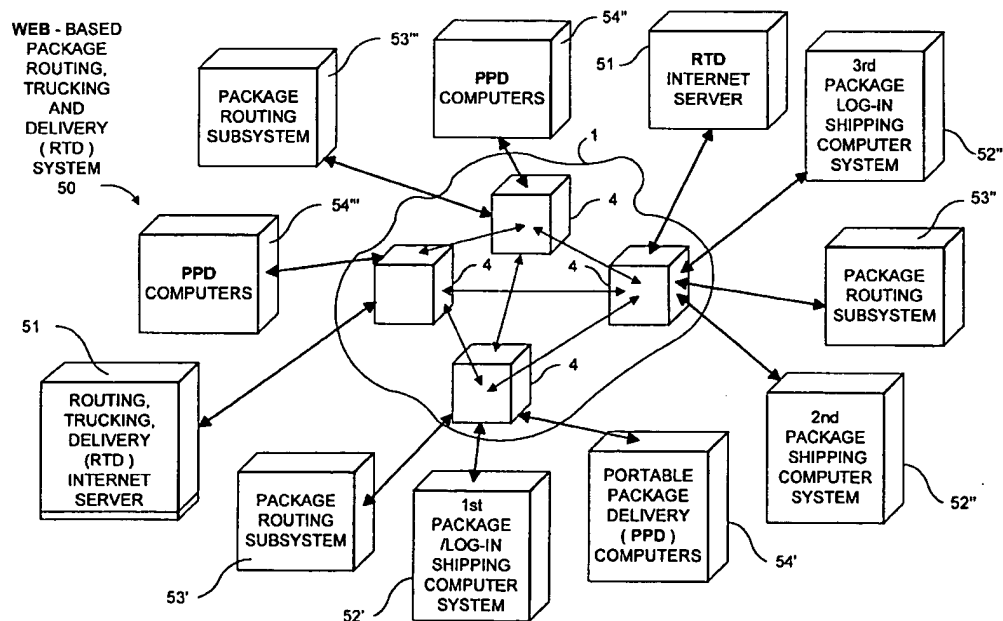 WEB - BASED
PACKAGE
ROUTING,
TRUCKING
AND
DELIVERY
( RTD )
SYSTEM
50
53'''
PACKAGE
ROUTING
SUBSYSTEM
54"
PPD
COMPUTERS
51
RTD
INTERNET
SERVER
3rd
PACKAGE
LOG-IN
SHIPPING
COMPUTER
SYSTEM
52"
1
4
4
4
4
54'''
PPD
COMPUTERS
53"
PACKAGE
ROUTING
SUBSYSTEM
51
ROUTING,
TRUCKING,
DELIVERY
(RTD )
INTERNET
SERVER
2nd
PACKAGE
SHIPPING
COMPUTER
SYSTEM
52"
PACKAGE
ROUTING
SUBSYSTEM
53'
1st
PACKAGE
/LOG-IN
SHIPPING
COMPUTER
SYSTEM
52'
PORTABLE
PACKAGE
DELIVERY
( PPD )
COMPUTERS
54'